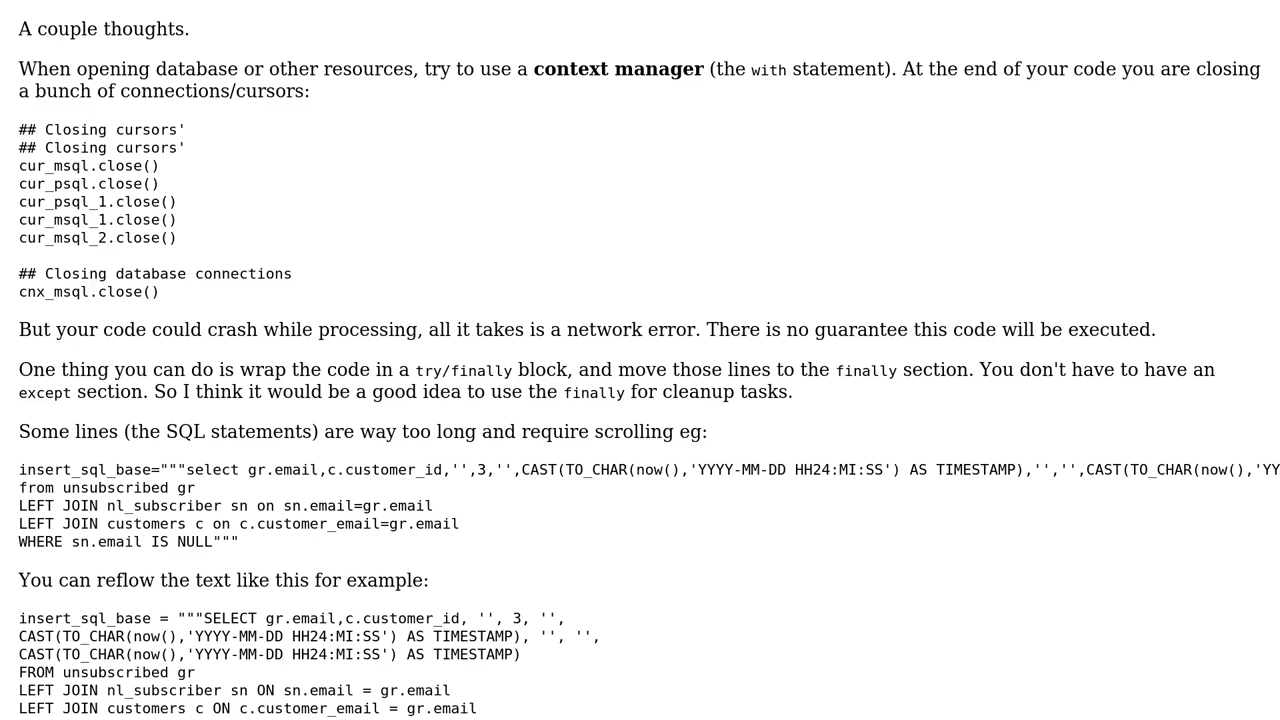 A couple thoughts.
When opening database or other resources, try to use a context manager (the with statement). At the end of your code you are closing
a bunch of connections/cursors:
## Closing cursors'
## Closing cursors'
cur_msql.close()
cur_psql.close()
cur_psql_1.close()
cur_msql_1.close()
cur_msql_2.close()
## Closing database connections
cnx_msql.close()
But your code could crash while processing, all it takes is a network error. There is no guarantee this code will be executed.
One thing you can do is wrap the code in a try/finally block, and move those lines to the finally section. You don't have to have an
except section. So I think it would be a good idea to use the finally for cleanup tasks.
Some lines (the SQL statements) are way too long and require scrolling eg:
insert_sql_base="""select gr.email,c.customer_id,'',3,'',CAST(TO_CHAR(now(),'YYYY-MM-DD HH24:MI:SS') AS TIMESTAMP),'','',CAST(TO_CHAR(now(),'YY
from unsubscribed gr
LEFT JOIN nl_subscriber sn on sn.email=gr.email
LEFT JOIN customers c on c.customer_email=gr.email
WHERE sn.email IS NULL"""
You can reflow the text like this for example:
insert_sql_base = """SELECT gr.email,c.customer_id, '', 3, '',
CAST(TO_CHAR(now(),'YYYY-MM-DD HH24:MI:SS') AS TIMESTAMP), '', '',
CAST(TO_CHAR(now(),'YYYY-MM-DD HH24:MI:SS') AS TIMESTAMP)
FROM unsubscribed gr
LEFT JOIN nl_subscriber sn ON sn.email = gr.email
LEFT JOIN customers c ON c.customer_email = gr.email